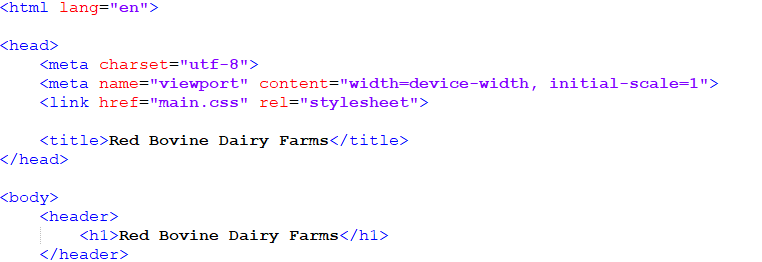 <html lang="en">
<head>
<meta charset="utf-8">
<meta name="viewport" content="width=device-width, initial-scale=1">
<link href="main.css" rel="stylesheet">
<title>Red Bovine Dairy Farms</title>
</head>
<body>
<header>
<h1>Red Bovine Dairy Farms</h1>
</header>